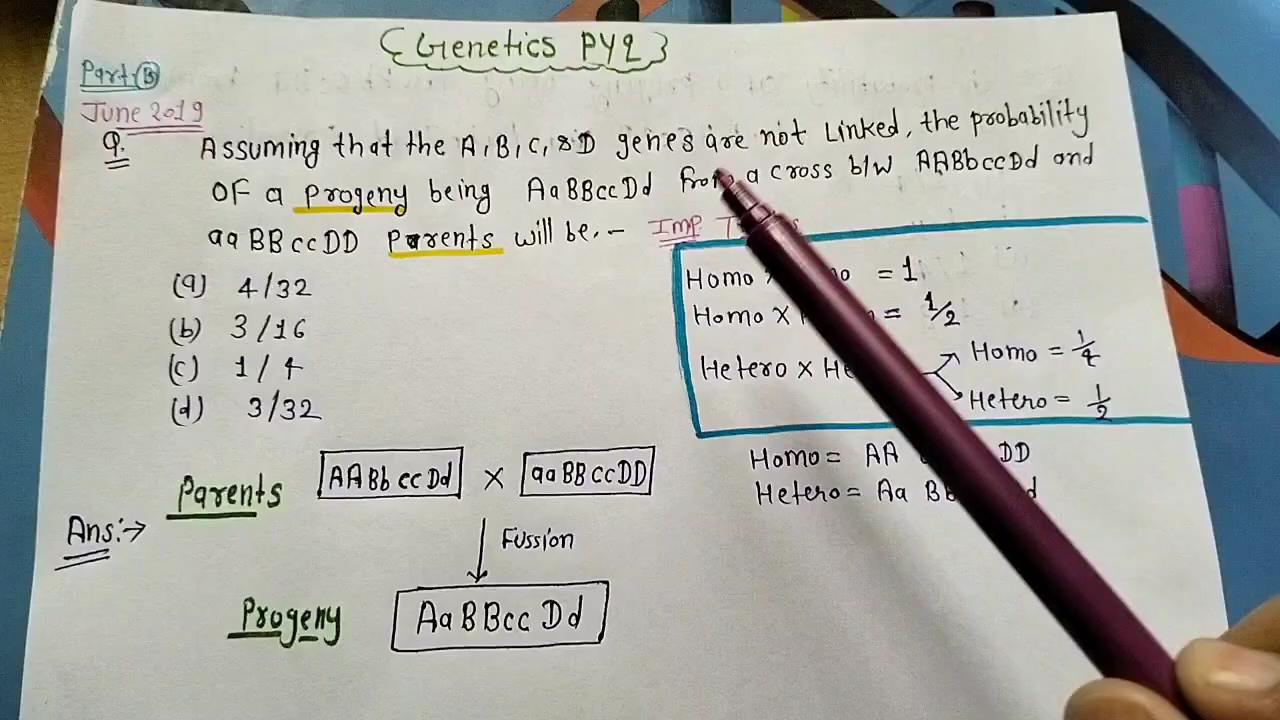 Genetics PYQ
Part(B)
June 2019
Q. Assuming that the A, B, C, & D genes are not Linked, the probability
OF a progeny being AaBBccDd from a cross b/w AABbccDd and
aaBBccDD Parents will be.-
Imp
(a) 4/32
(b) 3/16
(c) 1/4
(d) 3/32
Homo = 1
Homo X = 1/2
Hetero X Homo = 1/4
Hetero = 1/2
Homo = AA DD
Hetero = Aa
Parents AABbccDd X aaBBccDD
Ans:→
Fussion
Progeny AaBBccDd